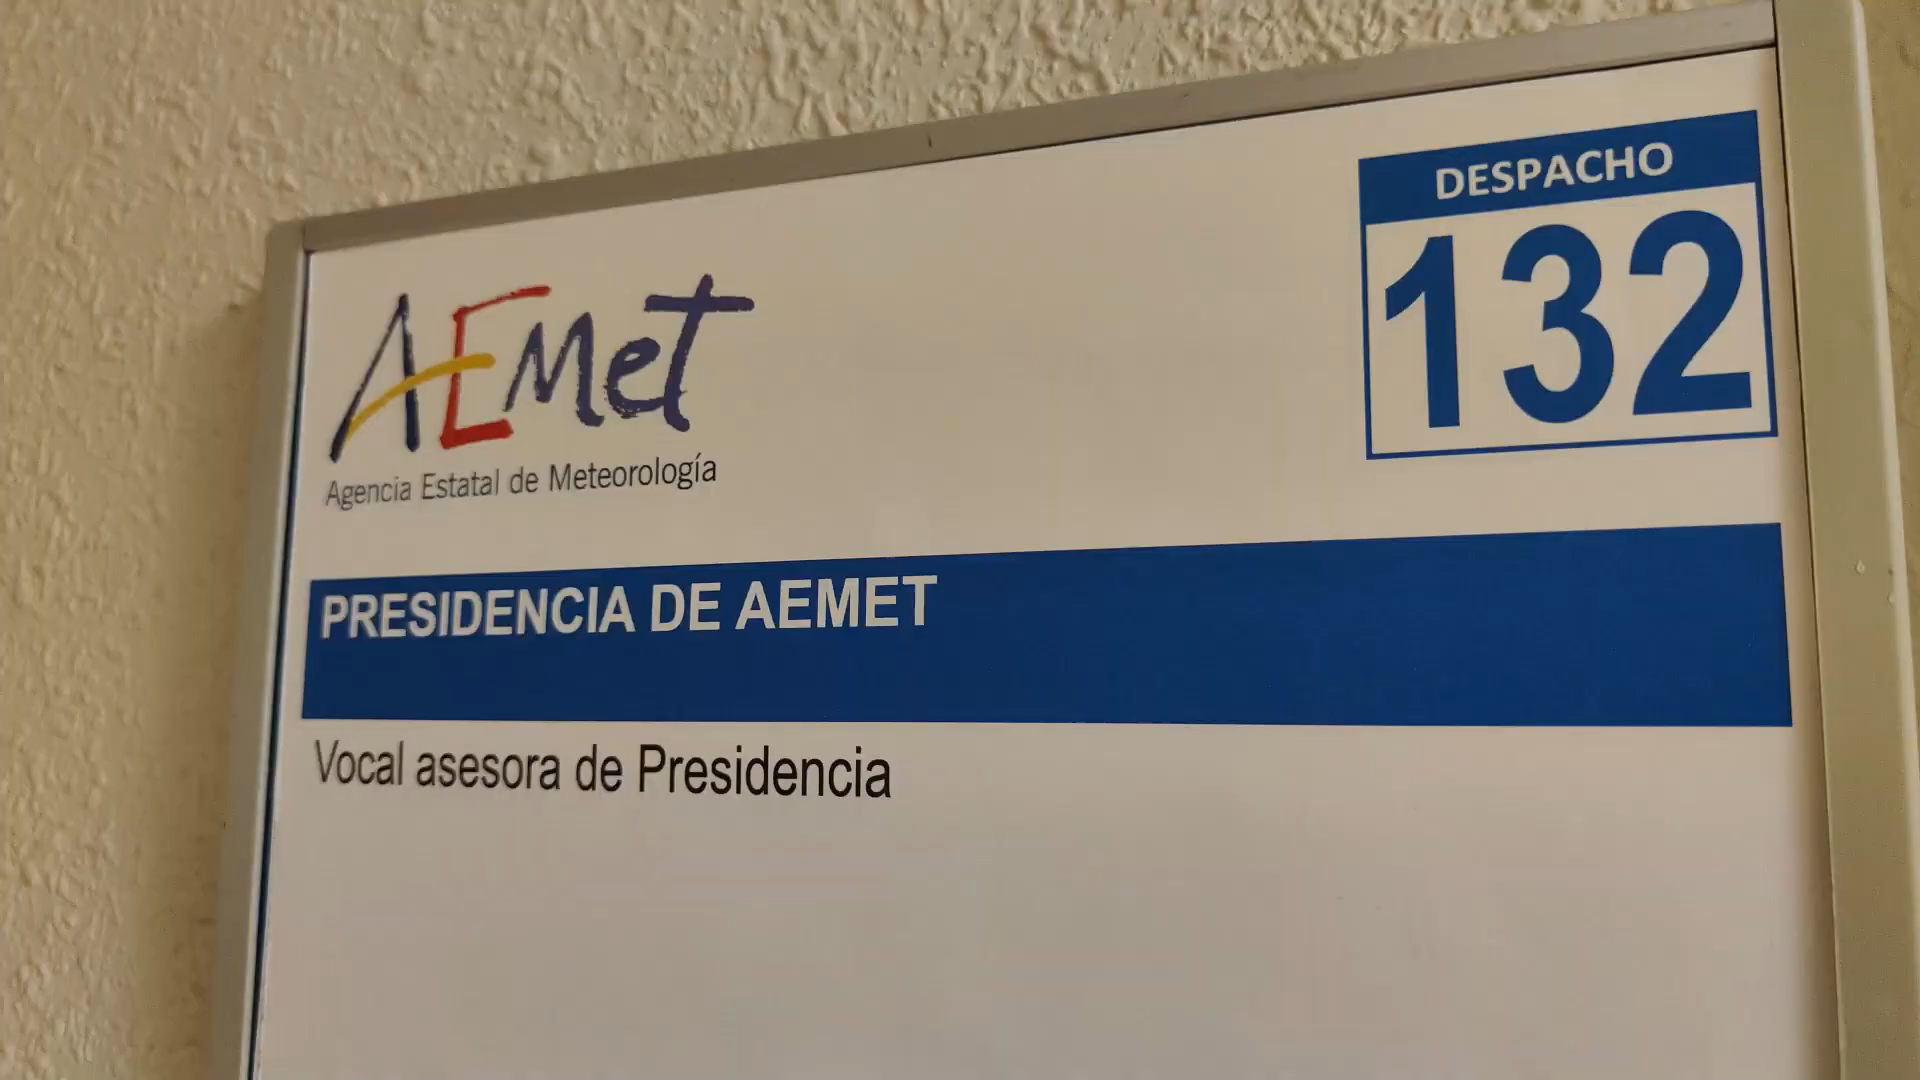 AEMet
Agencia Estatal de Meteorología
DESPACHO
132
PRESIDENCIA DE AEMET
Vocal asesora de Presidencia